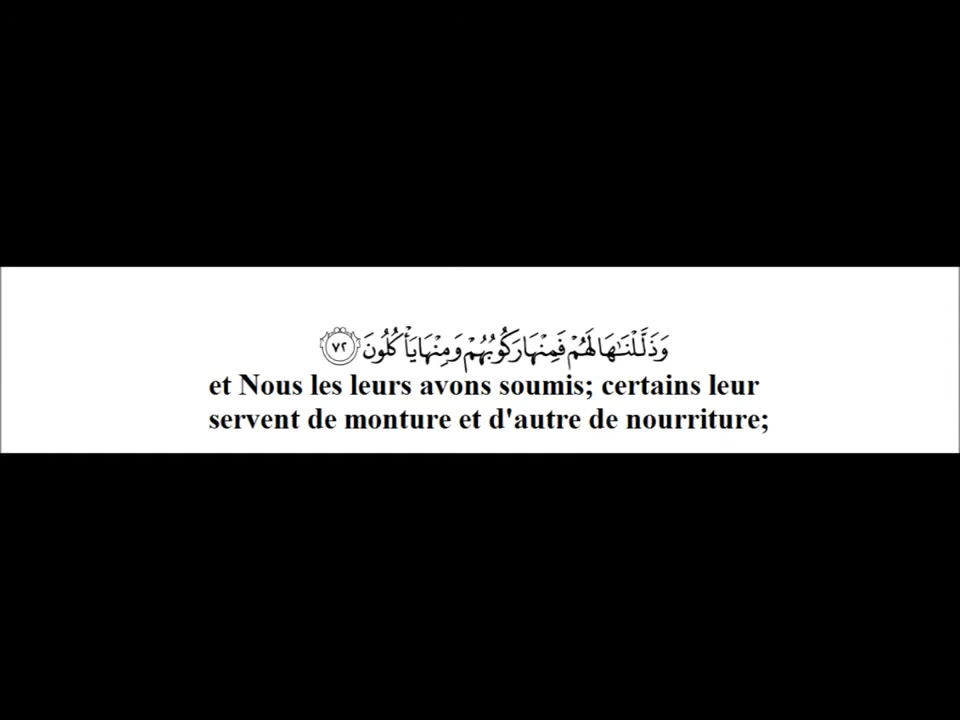 وَذَلَّلْنَٰهَا لَهُمْ فَمِنْهَا رَكُوبُهُمْ وَمِنْهَا يَأْكُلُونَ ٧٢
et Nous les leurs avons soumis; certains leur
servent de monture et d'autre de nourriture;